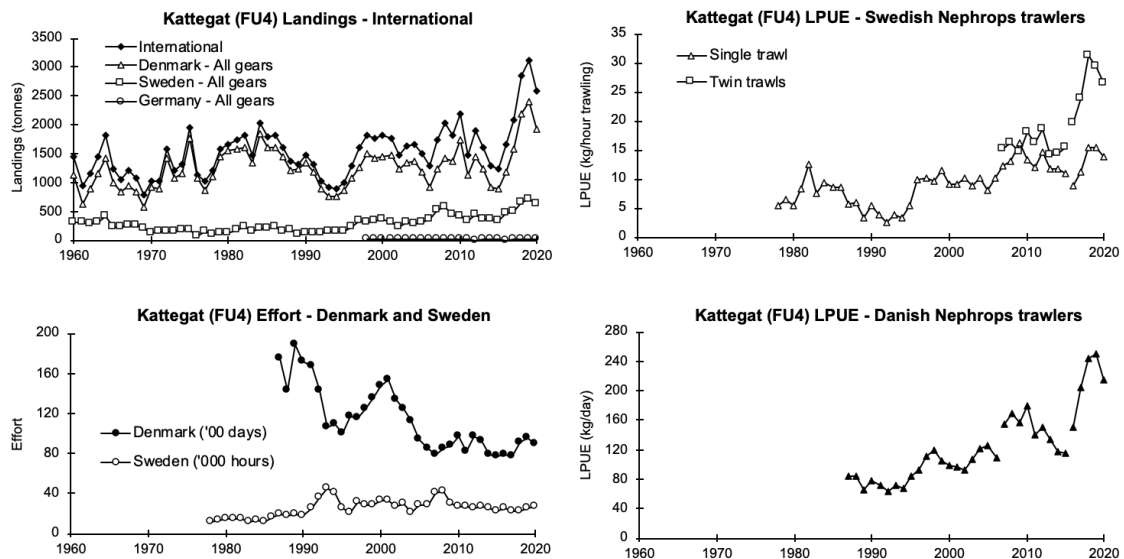 Kattegat (FU4) Landings - International
Landings (tonnes)
3500
3000
2500
2000
1500
1000
500
0
International
Denmark - All gears
Sweden - All gears
Germany - All gears
1960 1970 1980 1990 2000 2010 2020
Kattegat (FU4) LPUE - Swedish Nephrops trawlers
LPUE (kg/hour trawling)
35
30
25
20
15
10
5
0
Single trawl
Twin trawls
1960 1970 1980 1990 2000 2010 2020
Kattegat (FU4) Effort - Denmark and Sweden
Effort
200
160
120
80
40
0
Denmark ('00 days)
Sweden ('000 hours)
1960 1970 1980 1990 2000 2010 2020
Kattegat (FU4) LPUE - Danish Nephrops trawlers
LPUE (kg/day)
280
240
200
160
120
80
40
0
1960 1970 1980 1990 2000 2010 2020